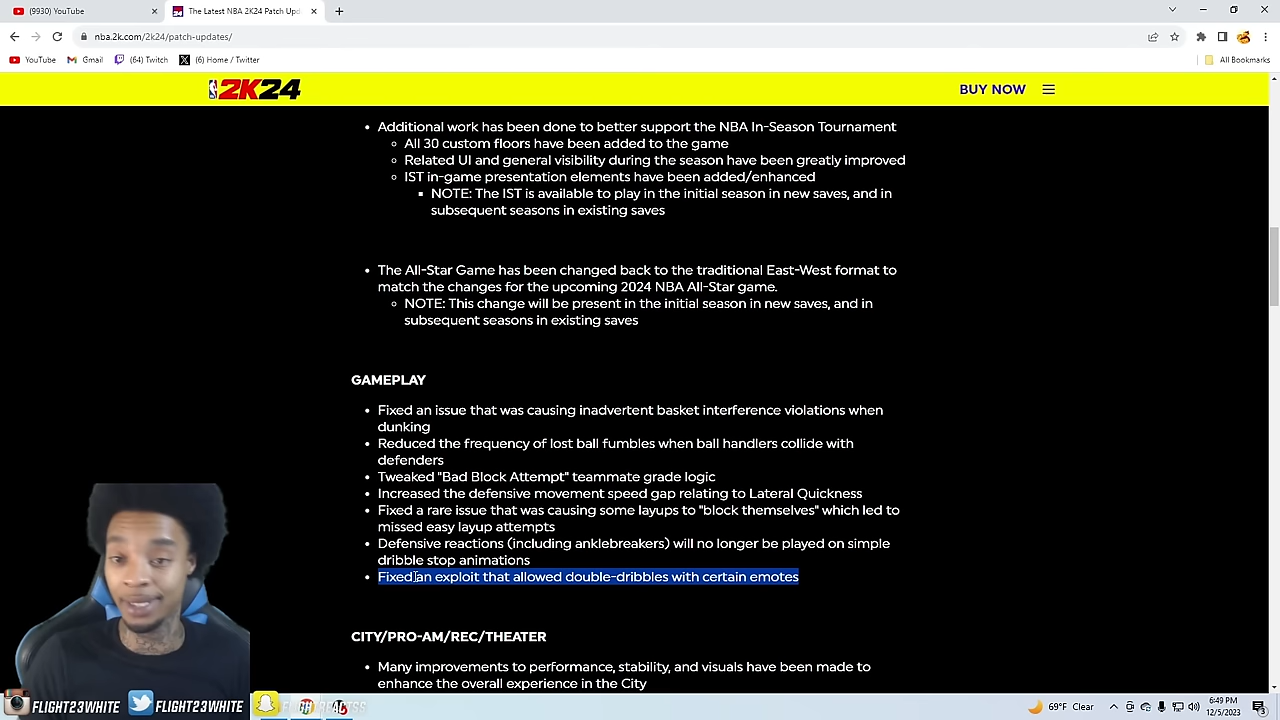 (9930) YouTube
The Latest NBA 2K24 Patch Upd
nba.2k.com/2k24/patch-updates/
YouTube
Gmail
(64) Twitch
(6) Home / Twitter
All Bookmarks
2K24
BUY NOW
• Additional work has been done to better support the NBA In-Season Tournament
All 30 custom floors have been added to the game
Related UI and general visibility during the season have been greatly improved
IST in-game presentation elements have been added/enhanced
NOTE: The IST is available to play in the initial season in new saves, and in
subsequent seasons in existing saves
• The All-Star Game has been changed back to the traditional East-West format to
match the changes for the upcoming 2024 NBA All-Star game.
NOTE: This change will be present in the initial season in new saves, and in
subsequent seasons in existing saves
GAMEPLAY
• Fixed an issue that was causing inadvertent basket interference violations when
dunking
• Reduced the frequency of lost ball fumbles when ball handlers collide with
defenders
• Tweaked "Bad Block Attempt" teammate grade logic
• Increased the defensive movement speed gap relating to Lateral Quickness
• Fixed a rare issue that was causing some layups to "block themselves" which led to
missed easy layup attempts
• Defensive reactions (including anklebreakers) will no longer be played on simple
dribble stop animations
• Fixed an exploit that allowed double-dribbles with certain emotes
CITY/PRO-AM/REC/THEATER
• Many improvements to performance, stability, and visuals have been made to
enhance the overall experience in the City
FLIGHT23WHITE
FLIGHT23WHITE
69°F Clear
6:49 PM
12/5/2023